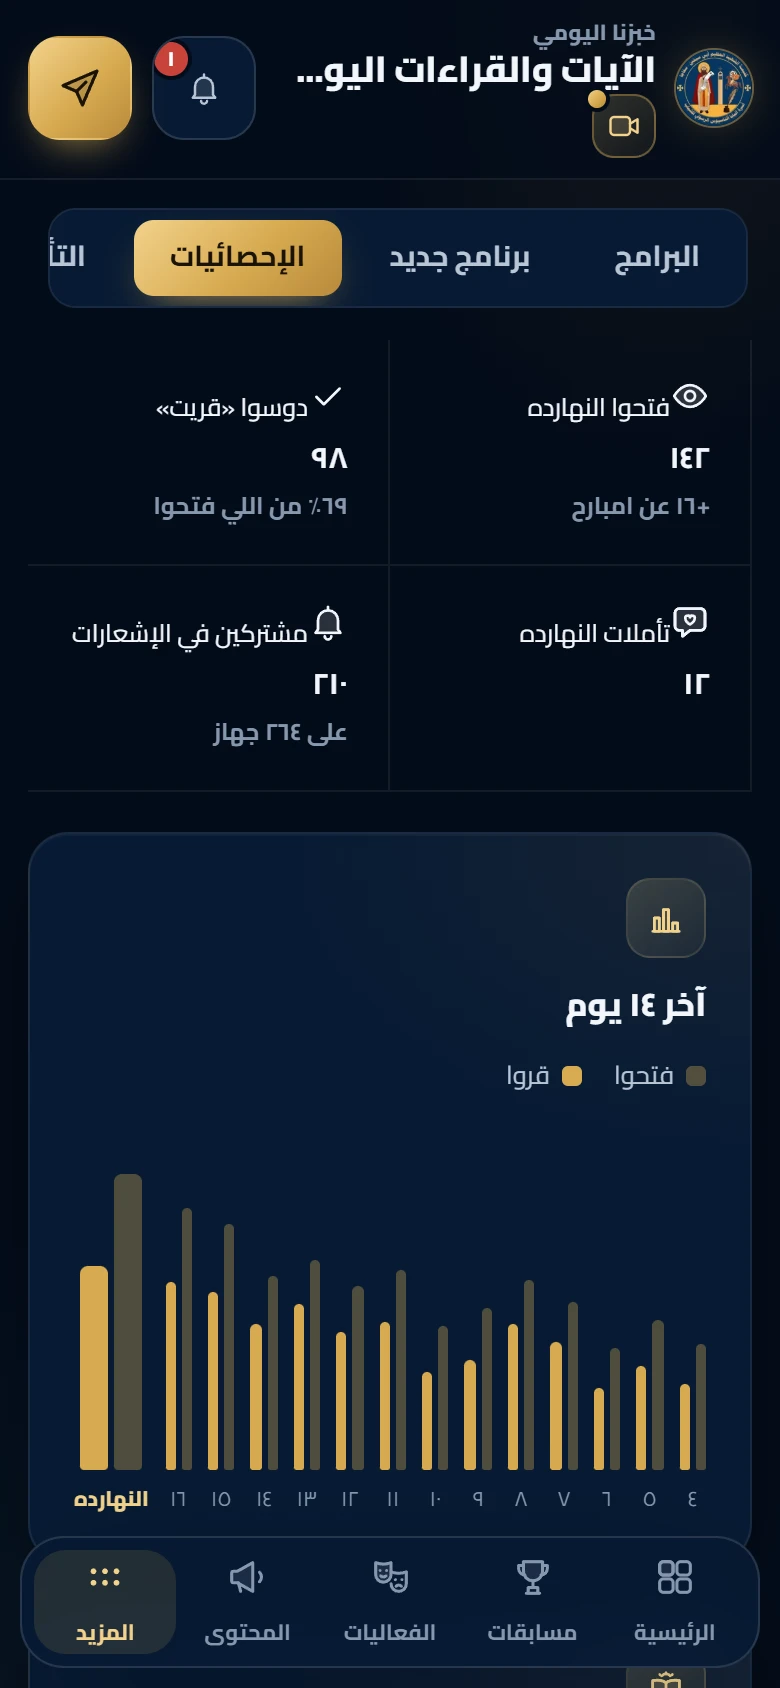 خبزنا اليومي
الآيات والقراءات اليو...
١
البرامج
برنامج جديد
الإحصائيات
التأ
فتحوا النهارده
١٤٢
+١٦ عن امبارح
دوسوا «قريت»
٩٨
٦٩٪ من اللي فتحوا
تأملات النهارده
١٢
مشتركين في الإشعارات
٢١٠
على ٢٦٤ جهاز
آخر ١٤ يوم
فتحوا
قروا
٤ ٥ ٦ ٧ ٨ ٩ ١٠ ١١ ١٢ ١٣ ١٤ ١٥ ١٦ النهارده
الرئيسية
مسابقات
الفعاليات
المحتوى
المزيد